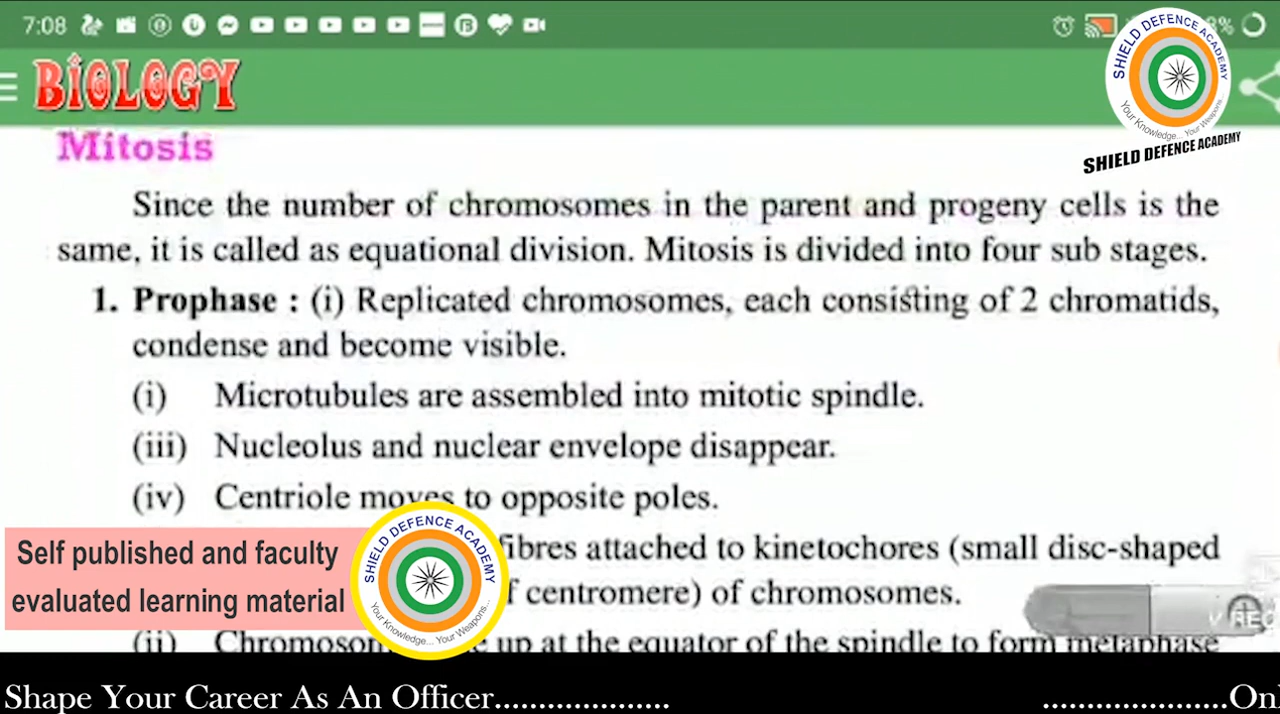 7:08
8%
BIOLOGY
SHIELD DEFENCE ACADEMY
Your Knowledge... Your Weapons...
SHIELD DEFENCE ACADEMY
Mitosis
Since the number of chromosomes in the parent and progeny cells is the
same, it is called as equational division. Mitosis is divided into four sub stages.
1. Prophase : (i) Replicated chromosomes, each consisting of 2 chromatids,
condense and become visible.
(i) Microtubules are assembled into mitotic spindle.
(iii) Nucleolus and nuclear envelope disappear.
(iv) Centriole moves to opposite poles.
fibres attached to kinetochores (small disc-shaped
centromere) of chromosomes.
(ii) Chromoson up at the equator of the spindle to form metaphase
Self published and faculty
evaluated learning material
SHIELD DEFENCE ACADEMY
Your Knowledge... Your Weapons...
V REC
Shape Your Career As An Officer................... .....................Onl